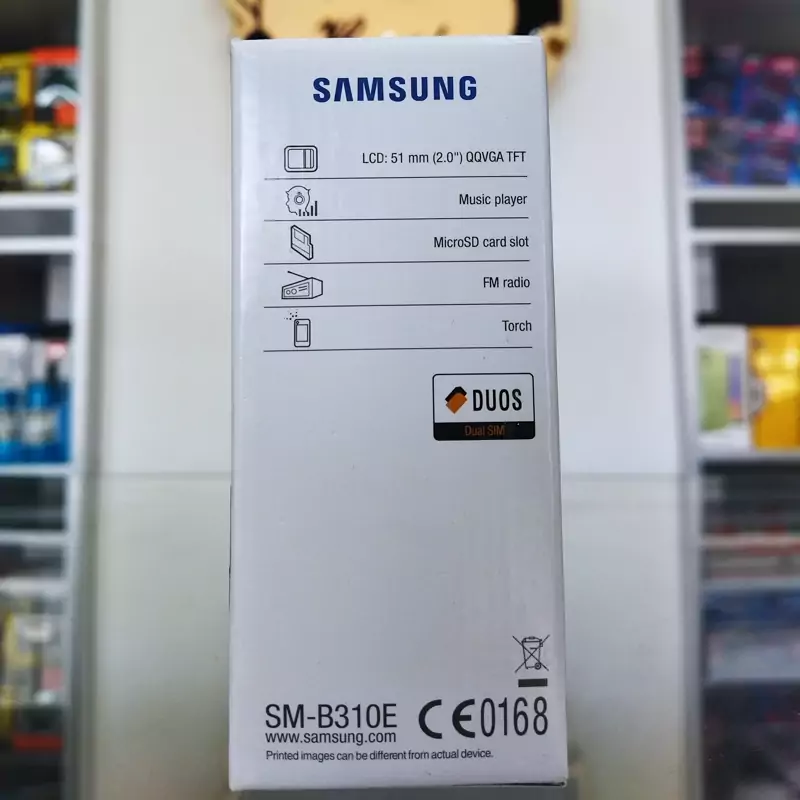 SAMSUNG
LCD: 51 mm (2.0") QQVGA TFT
Music player
MicroSD card slot
FM radio
Torch
DUOS
Dual SIM
SM-B310E CE0168
www.samsung.com
Printed images can be different from actual device.